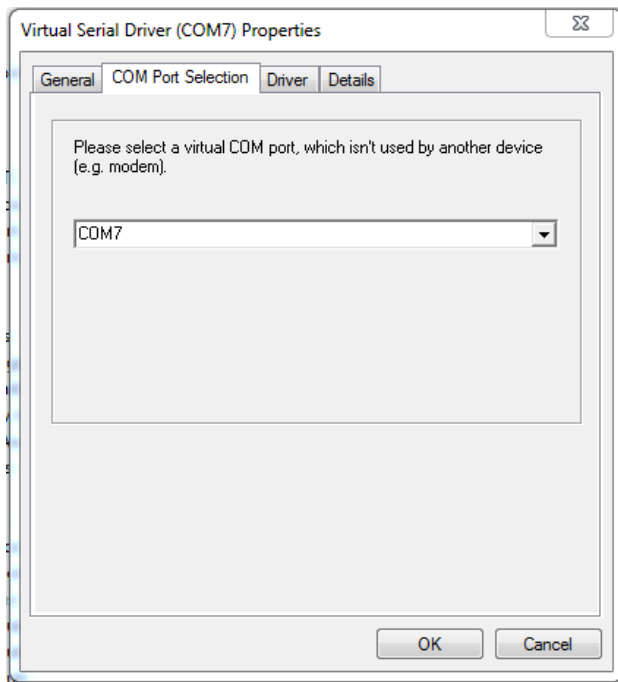 Virtual Serial Driver (COM7) Properties
General COM Port Selection Driver Details
Please select a virtual COM port, which isn't used by another device
(e.g. modem).
COM7
OK Cancel